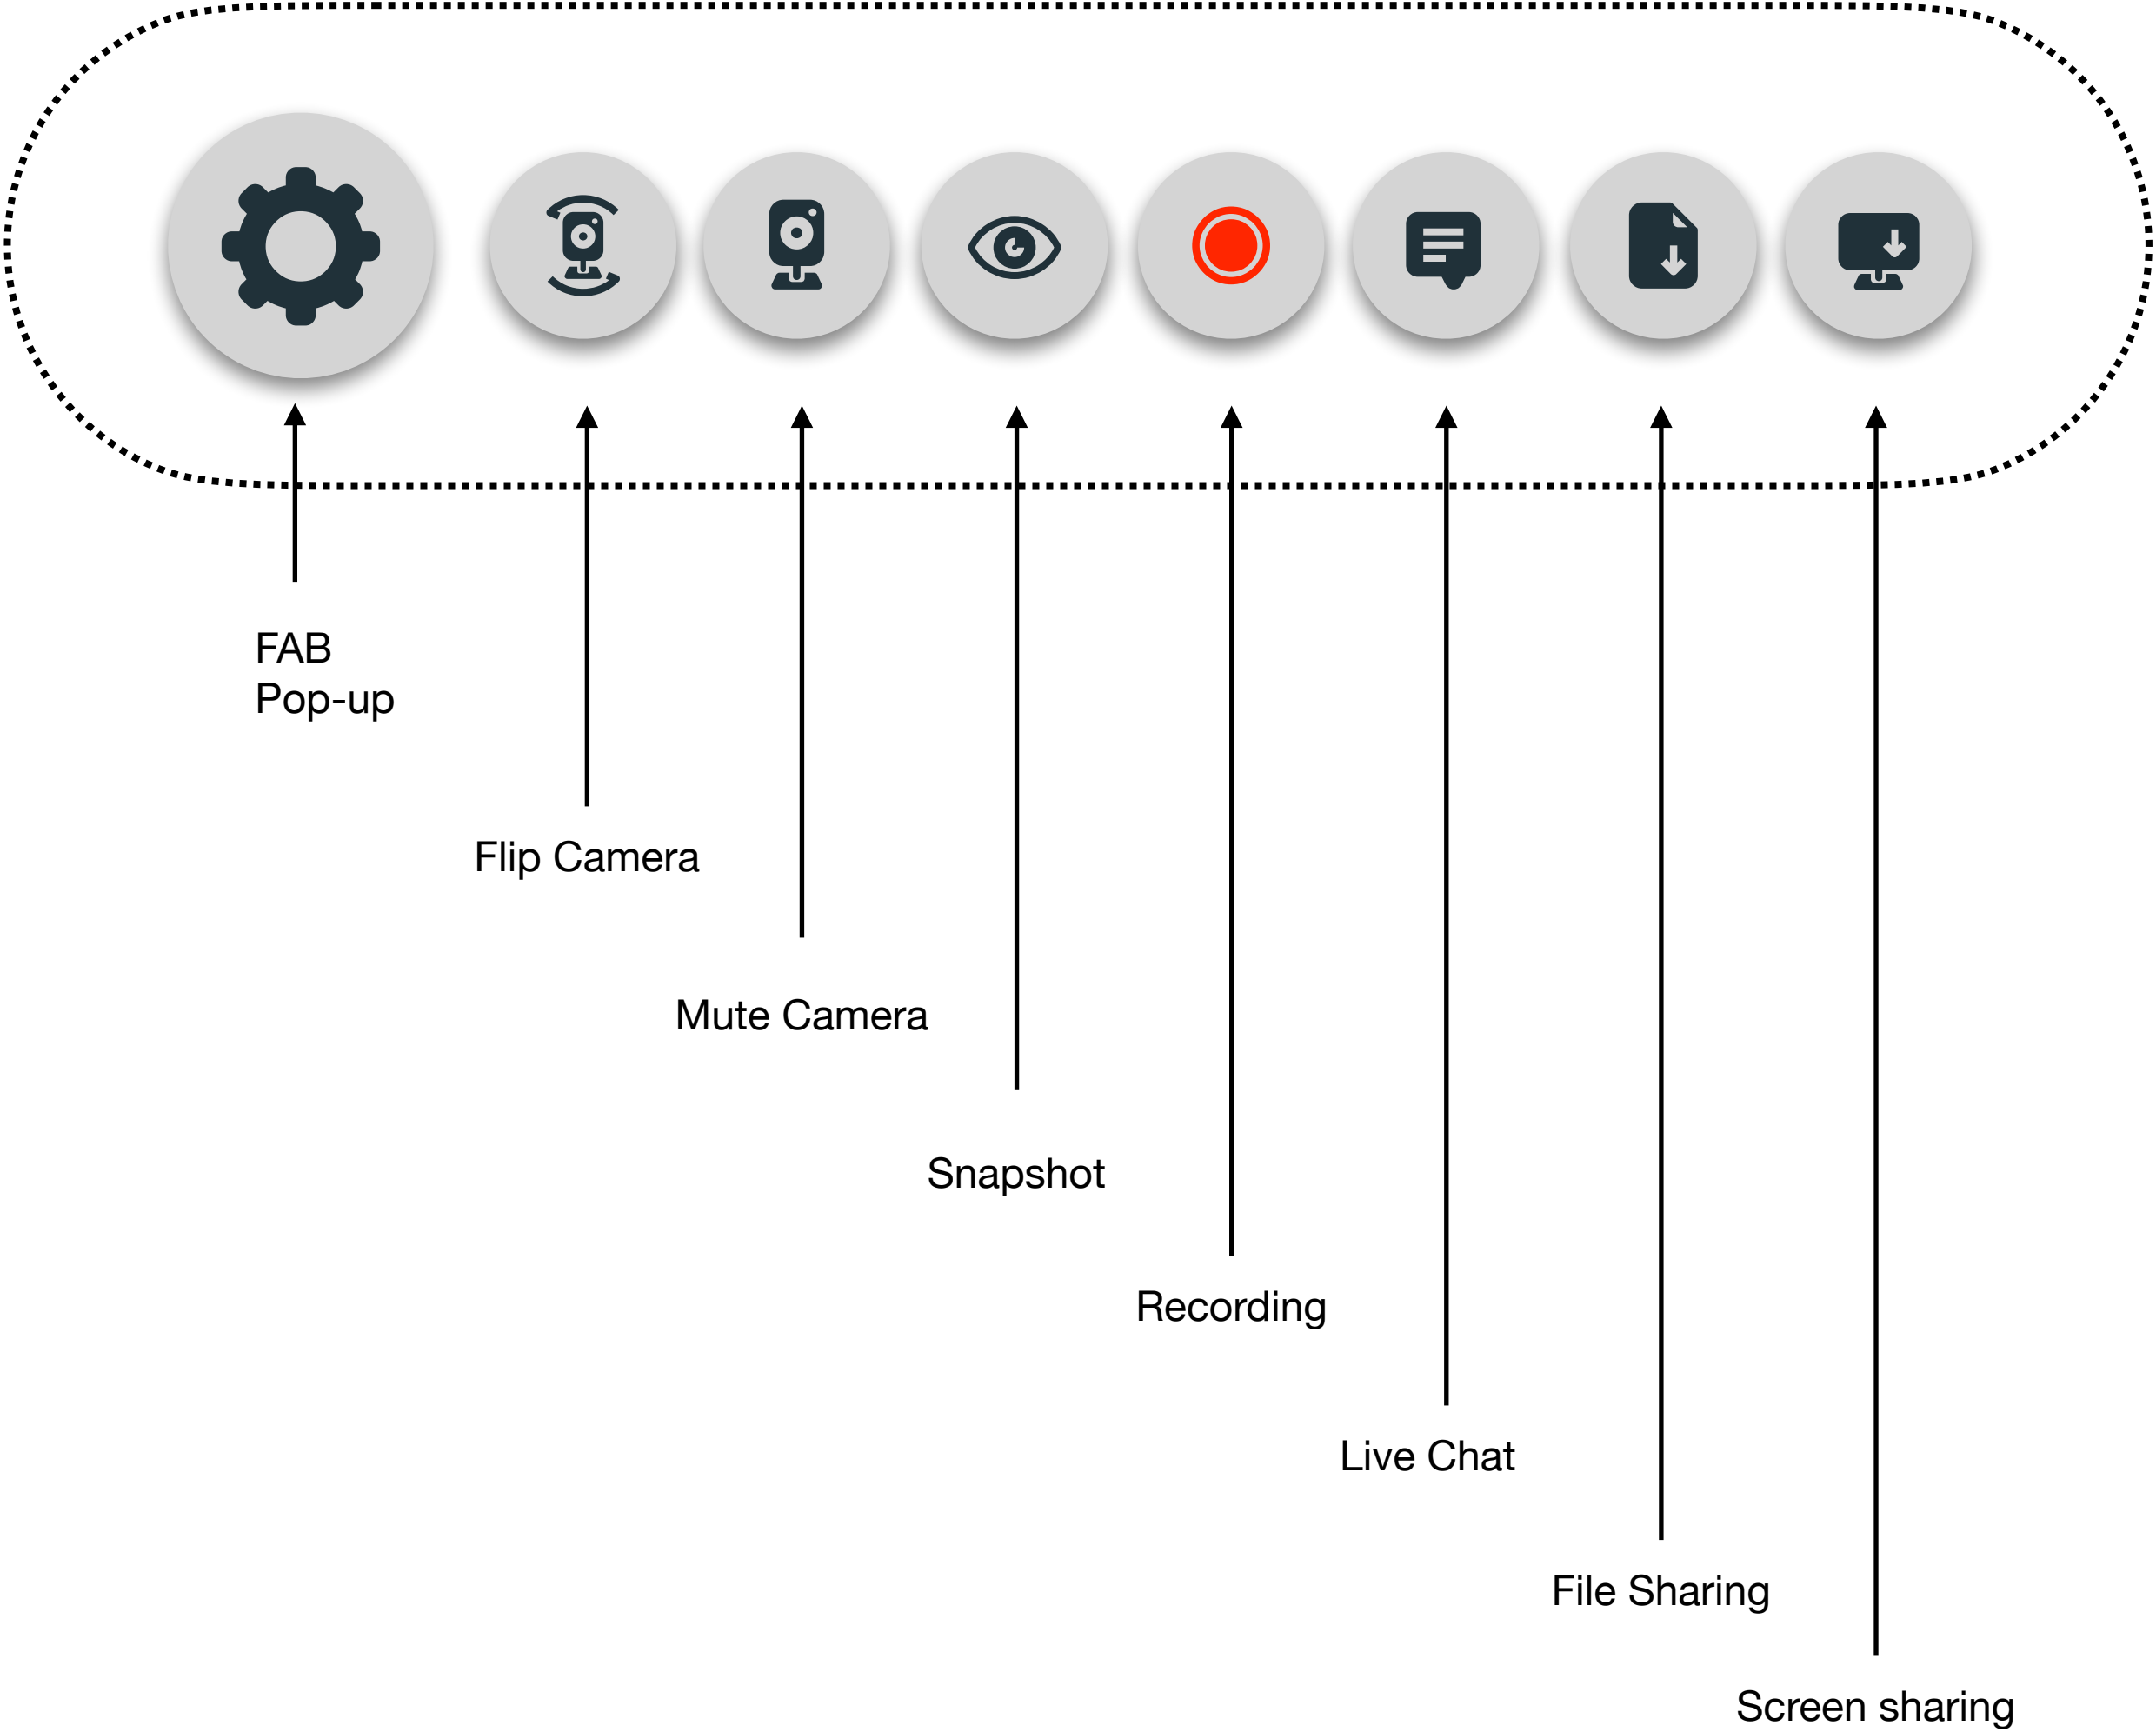 FAB
Pop-up
Flip Camera
Mute Camera
Snapshot
Recording
Live Chat
File Sharing
Screen sharing